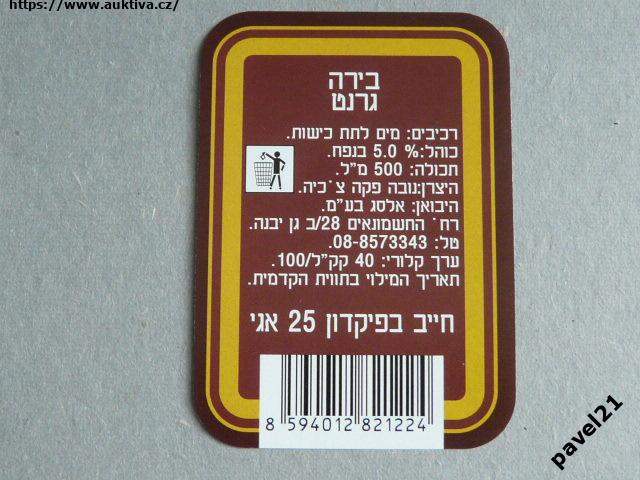 https://www.auktiva.cz/
בירה
גרנט
רכיבים: מים לתת כישות.
כוהל:% 5.0 בנפח.
תכולה: 500 מ"ל.
היצרן:נובה פקה צ'כיה.
היבואן: אלסג בע"מ.
רח' החשמונאים 28/ב גן יבנה.
טל: 08-8573343.
ערך קלורי: 40 קק"ל/100.
תאריך המילוי בתווית הקדמית.
חייב בפיקדון 25 אגי
8 594012 821224
pavel21